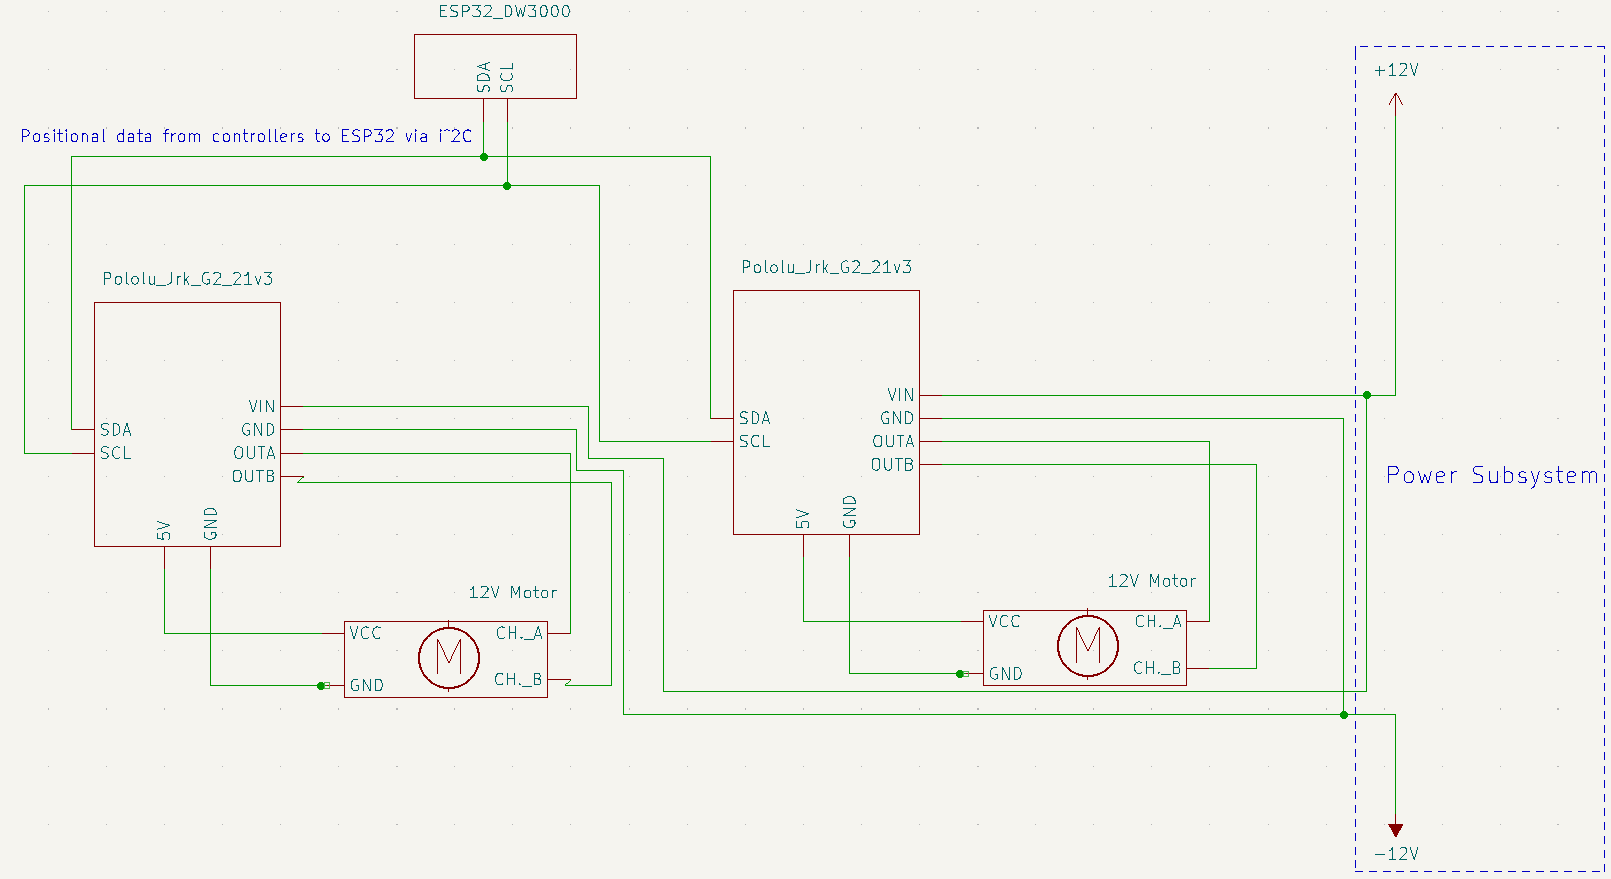 ESP32_DW3000
SDA
SCL
+12V
Positional data from controllers to ESP32 via i^2C
Pololu_Jrk_G2_21v3
VIN
GND
OUTA
OUTB
SDA
SCL
5V
GND
12V Motor
VCC
GND
CH._A
CH._B
M
Pololu_Jrk_G2_21v3
VIN
GND
OUTA
OUTB
SDA
SCL
5V
GND
12V Motor
VCC
GND
CH._A
CH._B
M
Power Subsystem
-12V